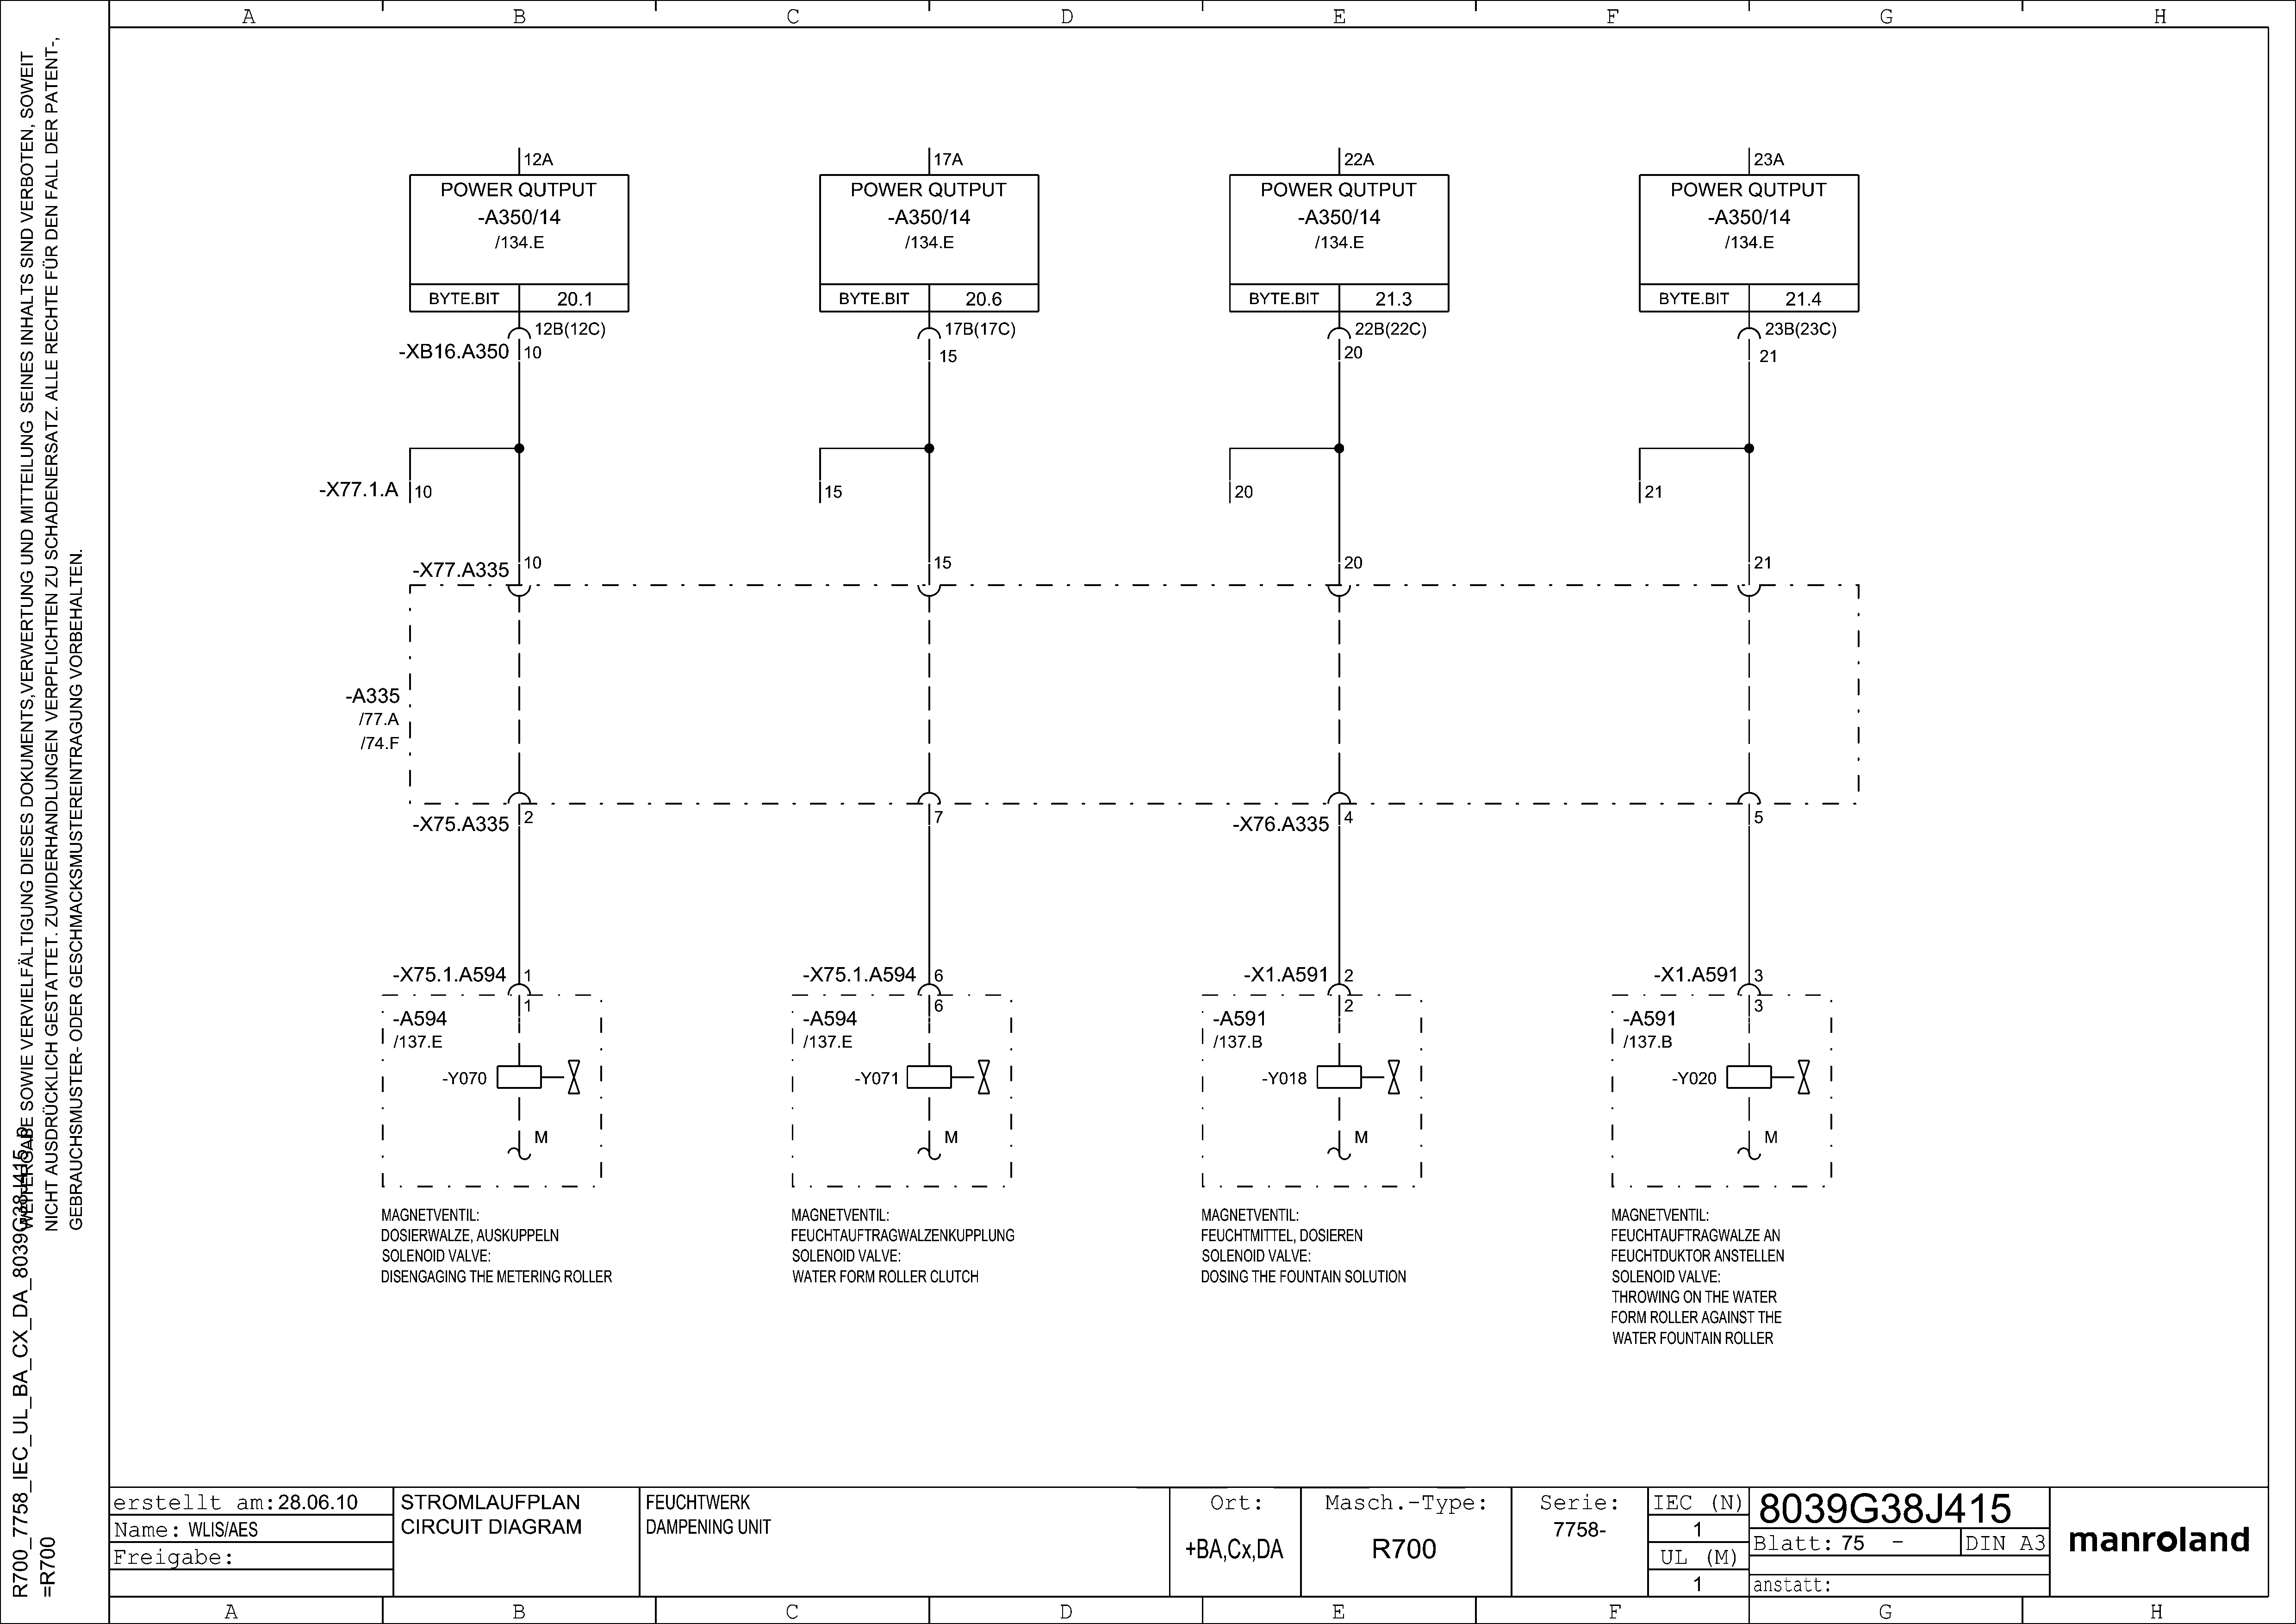 A B C D E F G H
WEITERGABE SOWIE VERVIELFÄLTIGUNG DIESES DOKUMENTS,VERWERTUNG UND MITTEILUNG SEINES INHALTS SIND VERBOTEN, SOWEIT
NICHT AUSDRÜCKLICH GESTATTET. ZUWIDERHANDLUNGEN VERPFLICHTEN ZU SCHADENERSATZ. ALLE RECHTE FÜR DEN FALL DER PATENT-,
GEBRAUCHSMUSTER- ODER GESCHMACKSMUSTEREINTRAGUNG VORBEHALTEN.
R700_7758_IEC_UL_BA_CX_DA_8039G38J415.p
=R700
12A
POWER QUTPUT
-A350/14
/134.E
BYTE.BIT 20.1
12B(12C)
-XB16.A350 10
-X77.1.A 10
-X77.A335 10
-A335
/77.A
/74.F
-X75.A335 2
-X75.1.A594 1
1
-A594
/137.E
-Y070
M
MAGNETVENTIL:
DOSIERWALZE, AUSKUPPELN
SOLENOID VALVE:
DISENGAGING THE METERING ROLLER
17A
POWER QUTPUT
-A350/14
/134.E
BYTE.BIT 20.6
17B(17C)
15
15
15
7
-X75.1.A594 6
6
-A594
/137.E
-Y071
M
MAGNETVENTIL:
FEUCHTAUFTRAGWALZENKUPPLUNG
SOLENOID VALVE:
WATER FORM ROLLER CLUTCH
22A
POWER QUTPUT
-A350/14
/134.E
BYTE.BIT 21.3
22B(22C)
20
20
20
-X76.A335 4
-X1.A591 2
2
-A591
/137.B
-Y018
M
MAGNETVENTIL:
FEUCHTMITTEL, DOSIEREN
SOLENOID VALVE:
DOSING THE FOUNTAIN SOLUTION
23A
POWER QUTPUT
-A350/14
/134.E
BYTE.BIT 21.4
23B(23C)
21
21
21
5
-X1.A591 3
3
-A591
/137.B
-Y020
M
MAGNETVENTIL:
FEUCHTAUFTRAGWALZE AN
FEUCHTDUKTOR ANSTELLEN
SOLENOID VALVE:
THROWING ON THE WATER
FORM ROLLER AGAINST THE
WATER FOUNTAIN ROLLER
erstellt am: 28.06.10
Name: WLIS/AES
Freigabe:
STROMLAUFPLAN
CIRCUIT DIAGRAM
FEUCHTWERK
DAMPENING UNIT
Ort:
+BA,Cx,DA
Masch.-Type:
R700
Serie:
7758-
IEC (N)
1
UL (M)
1
8039G38J415
Blatt: 75 - DIN A3
anstatt:
manroland
A B C D E F G H